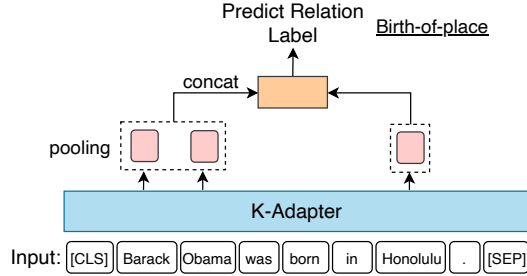 Predict Relation
Label
Birth-of-place
concat
pooling
K-Adapter
Input: [CLS] Barack Obama was born in Honolulu . [SEP]